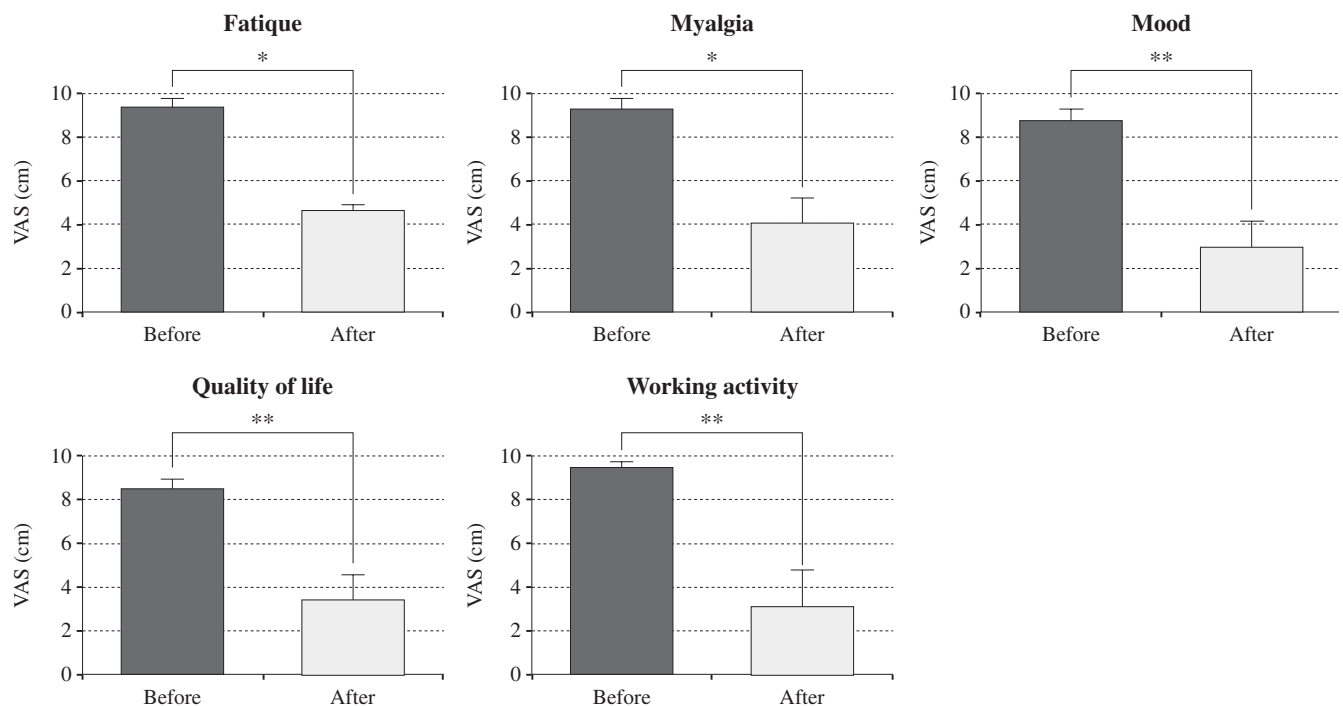 Fatique
*
10
8
6
4
2
0
VAS (cm)
Before After
Myalgia
*
10
8
6
4
2
0
VAS (cm)
Before After
Mood
**
10
8
6
4
2
0
VAS (cm)
Before After
Quality of life
**
10
8
6
4
2
0
VAS (cm)
Before After
Working activity
**
10
8
6
4
2
0
VAS (cm)
Before After